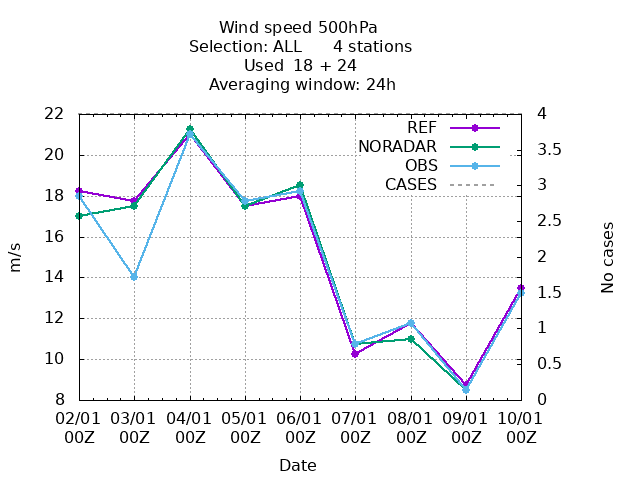 Wind speed 500hPa
Selection: ALL      4 stations
Used  18 + 24
Averaging window: 24h
22
20
18
16
14
12
10
8
m/s
REF
NORADAR
OBS
CASES
4
3.5
3
2.5
2
1.5
1
0.5
0
No cases
02/01 03/01 04/01 05/01 06/01 07/01 08/01 09/01 10/01
00Z 00Z 00Z 00Z 00Z 00Z 00Z 00Z 00Z
Date